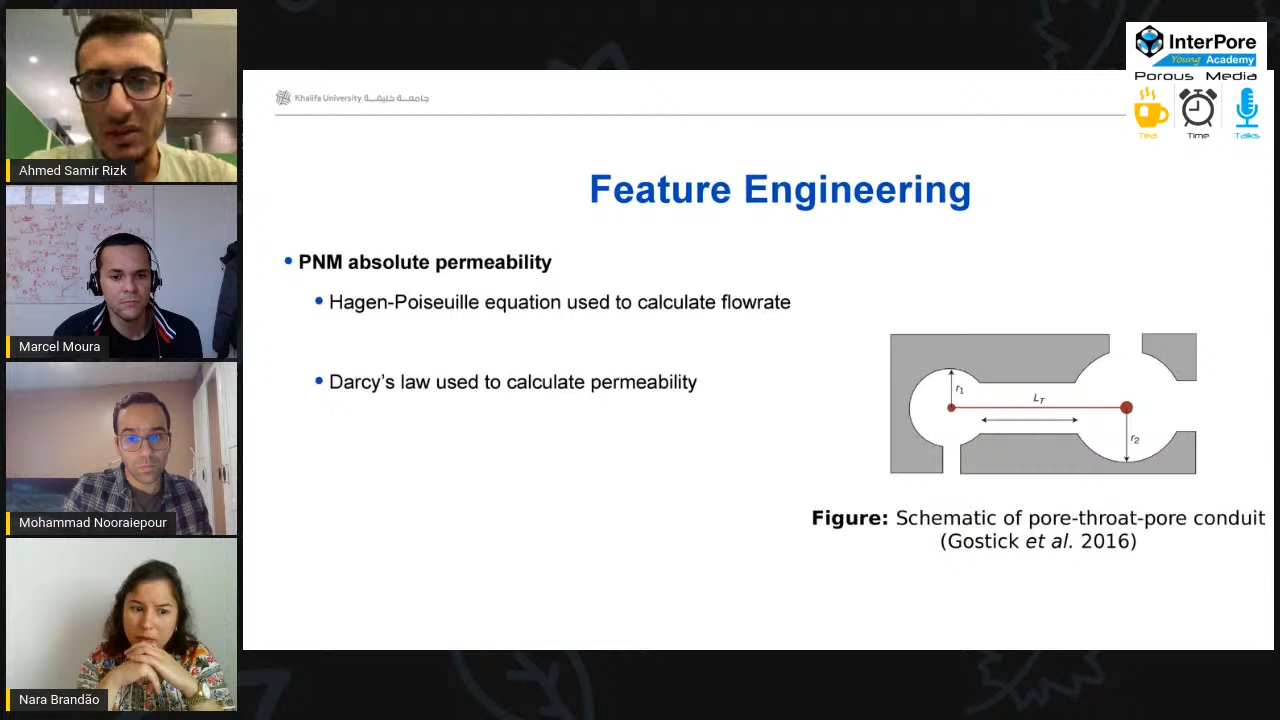 Ahmed Samir Rizk
Marcel Moura
Mohammad Nooraiepour
Nara Brandão
InterPore
Young Academy
Porous Media
Tea Time Talks
Khalifa University جامعة خليفة
Feature Engineering
• PNM absolute permeability
• Hagen-Poiseuille equation used to calculate flowrate
• Darcy’s law used to calculate permeability
r1
LT
r2
Figure: Schematic of pore-throat-pore conduit
(Gostick et al. 2016)